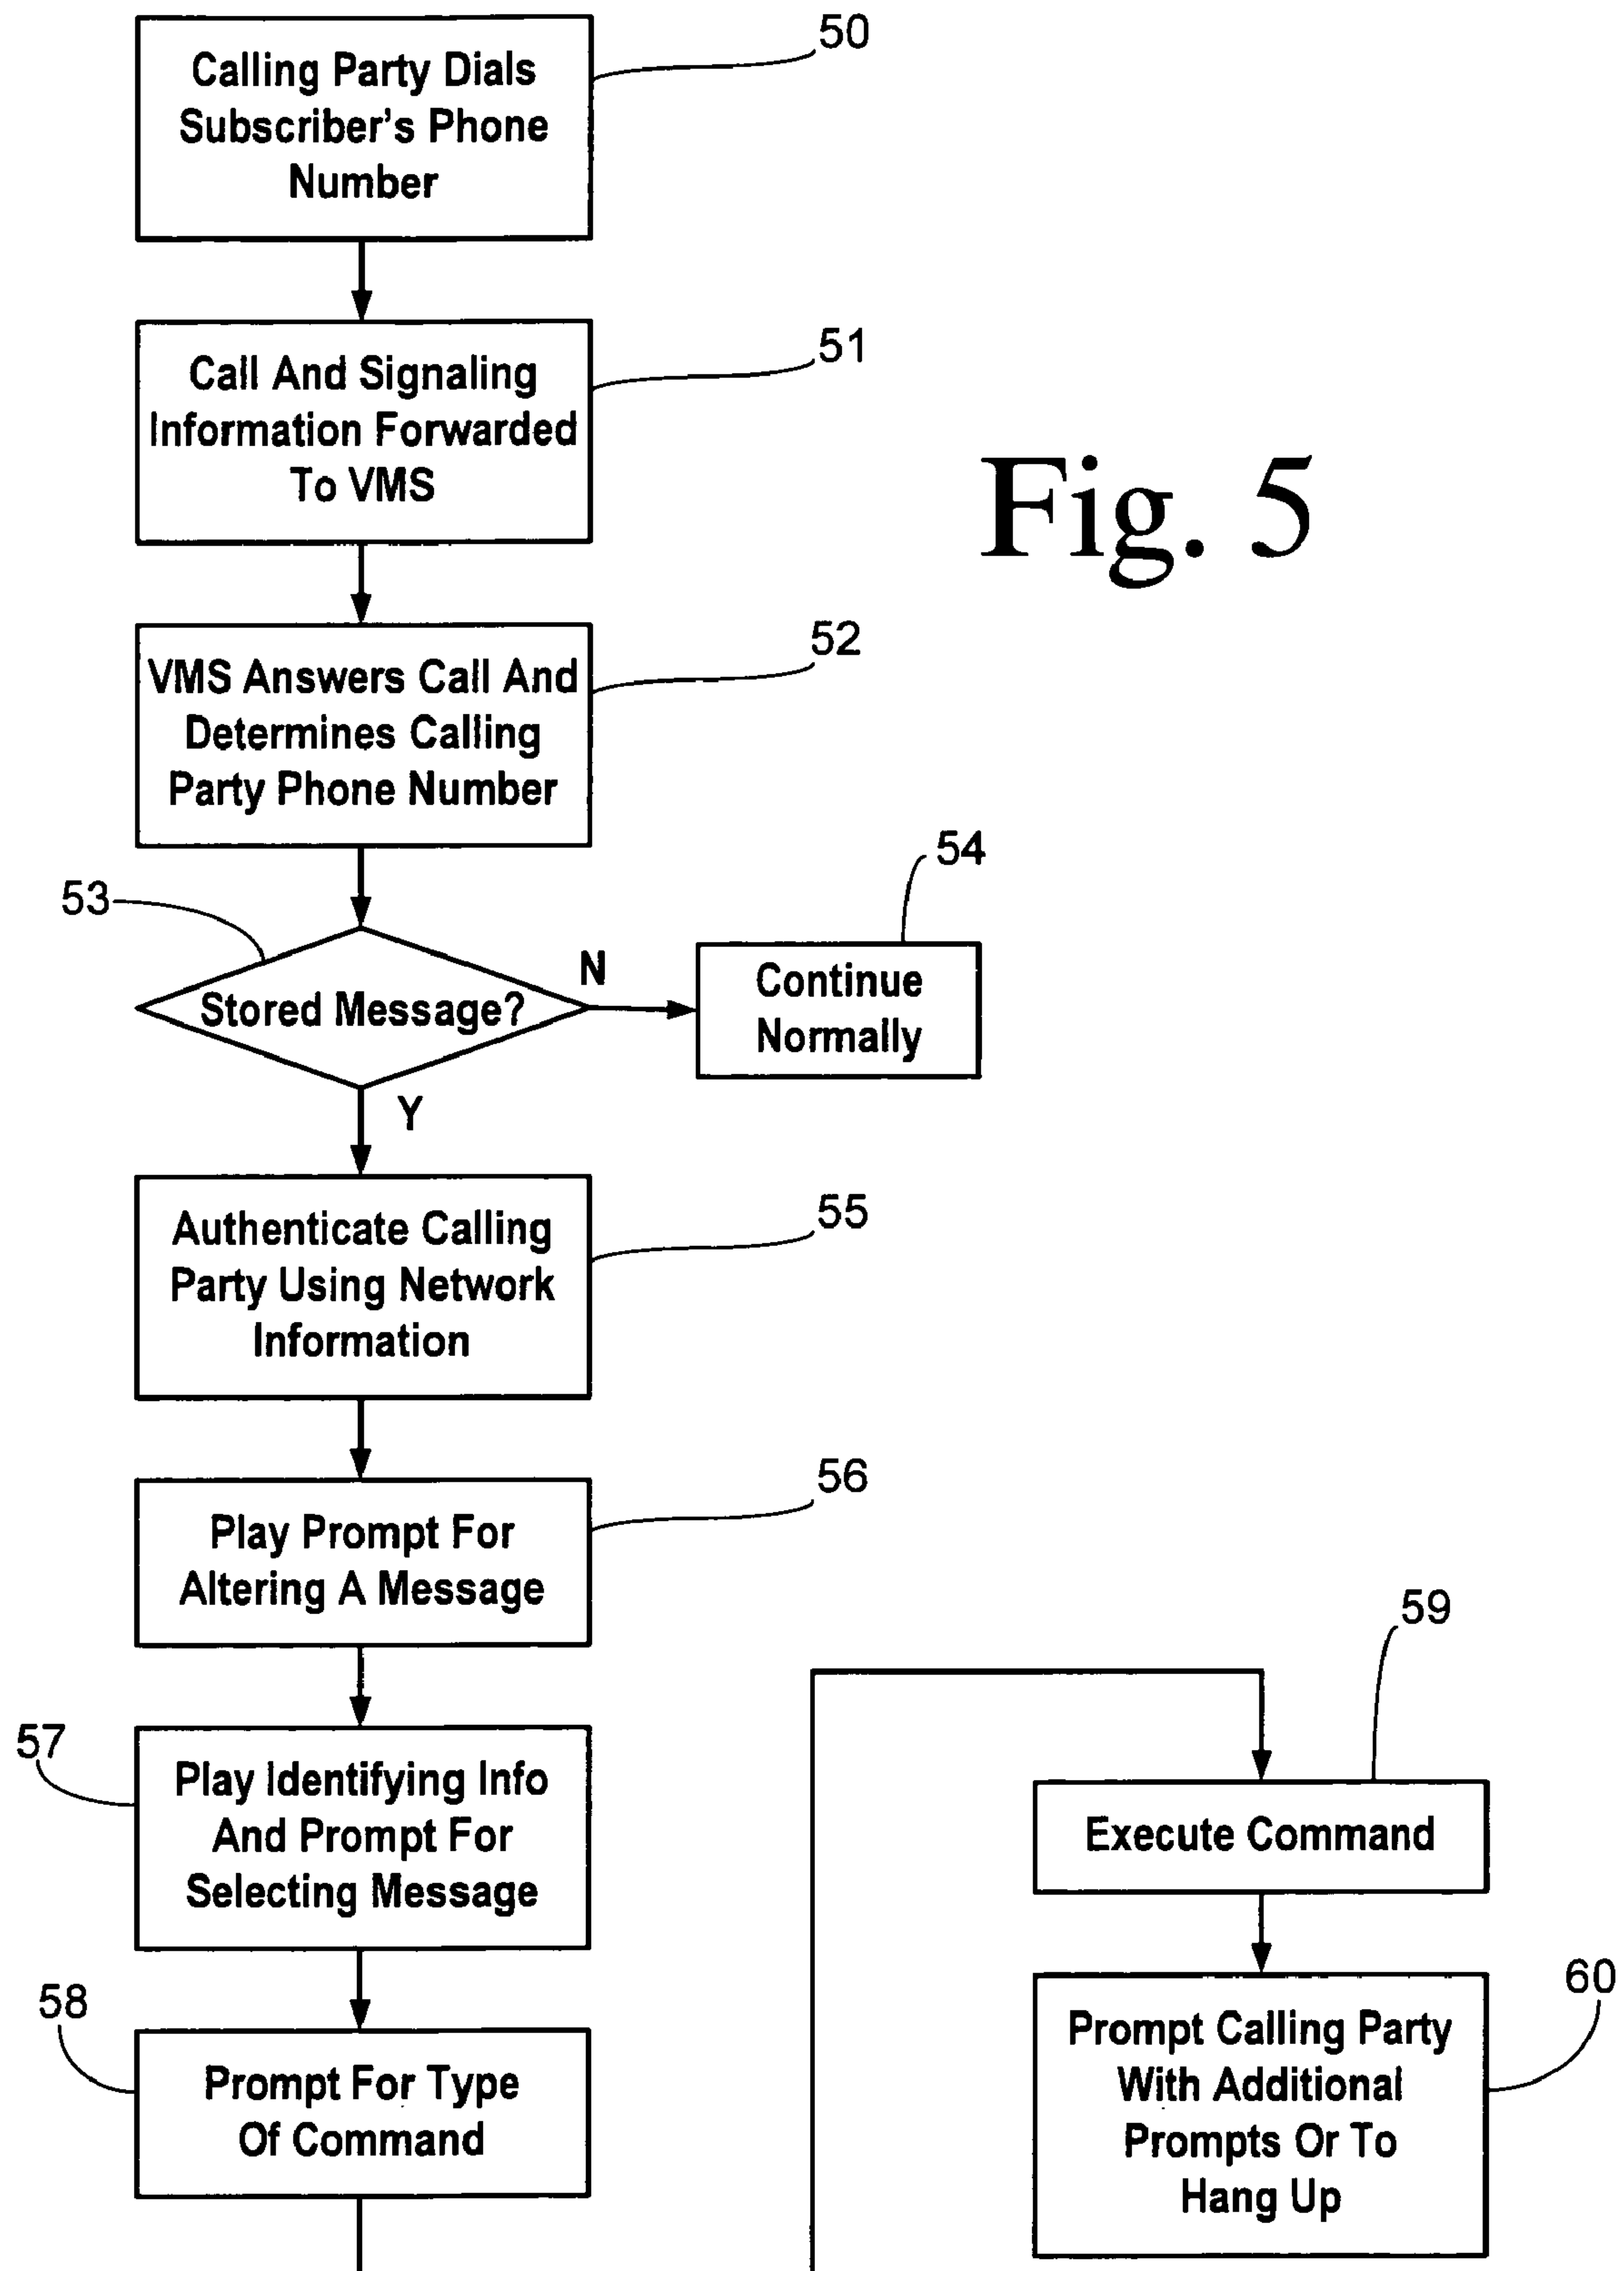 50
Calling Party Dials
Subscriber's Phone
Number
51
Call And Signaling
Information Forwarded
To VMS
Fig. 5
52
VMS Answers Call And
Determines Calling
Party Phone Number
53
54
Stored Message?
N
Continue
Normally
Y
55
Authenticate Calling
Party Using Network
Information
56
Play Prompt For
Altering A Message
57
Play Identifying Info
And Prompt For
Selecting Message
58
Prompt For Type
Of Command
59
Execute Command
60
Prompt Calling Party
With Additional
Prompts Or To
Hang Up